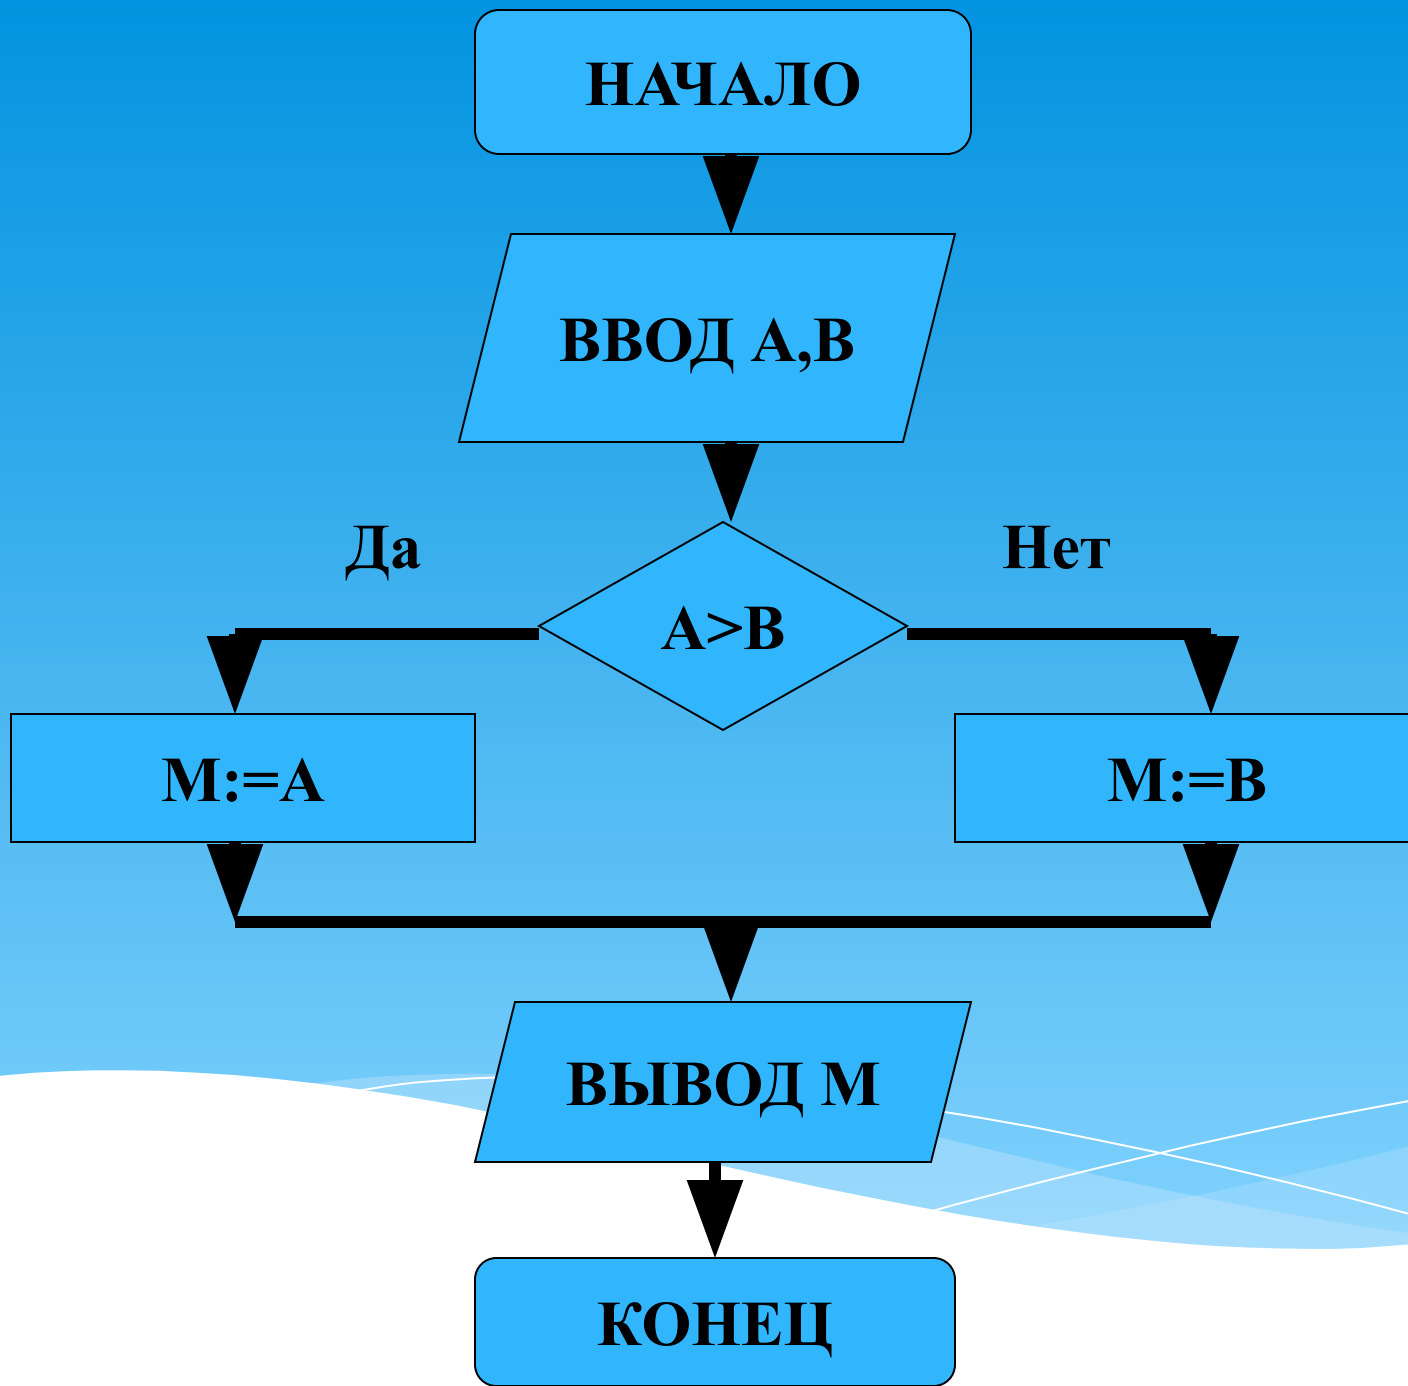 НАЧАЛО
ВВОД А,В
Да
Нет
А>В
М:=А
М:=В
ВЫВОД М
КОНЕЦ